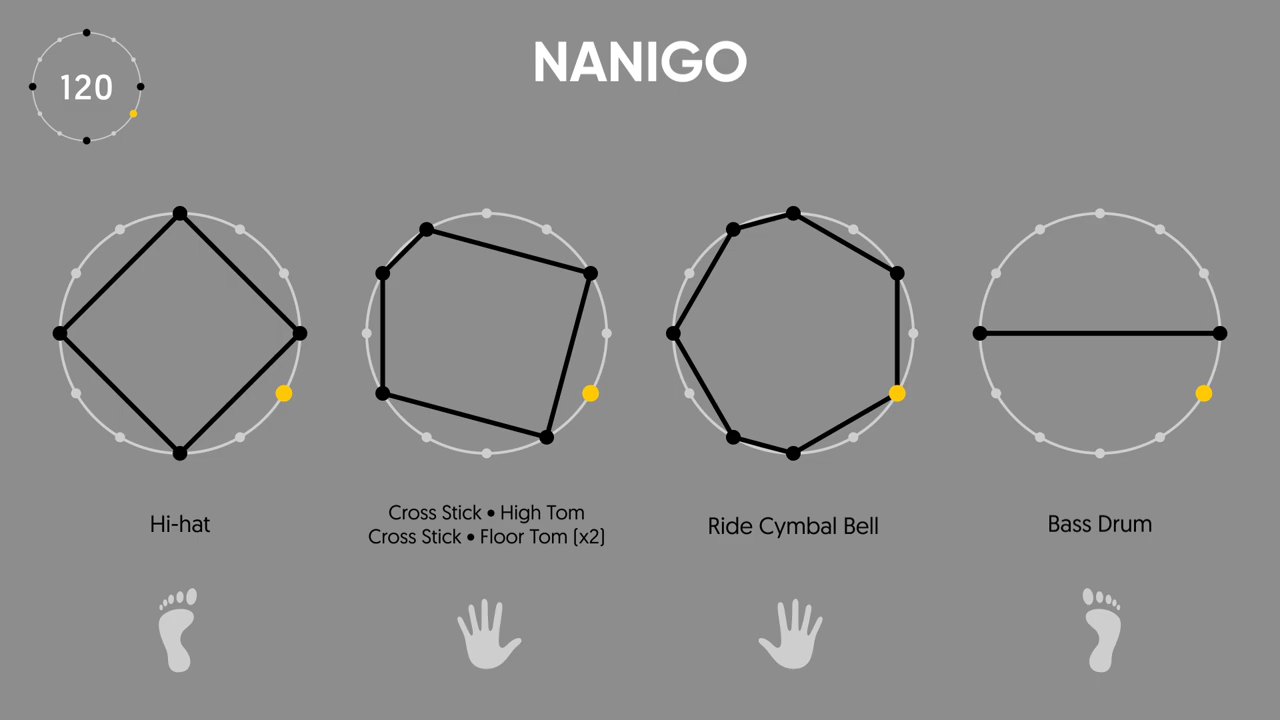 120
NANIGO
Hi-hat
Cross Stick • High Tom
Cross Stick • Floor Tom (x2)
Ride Cymbal Bell
Bass Drum